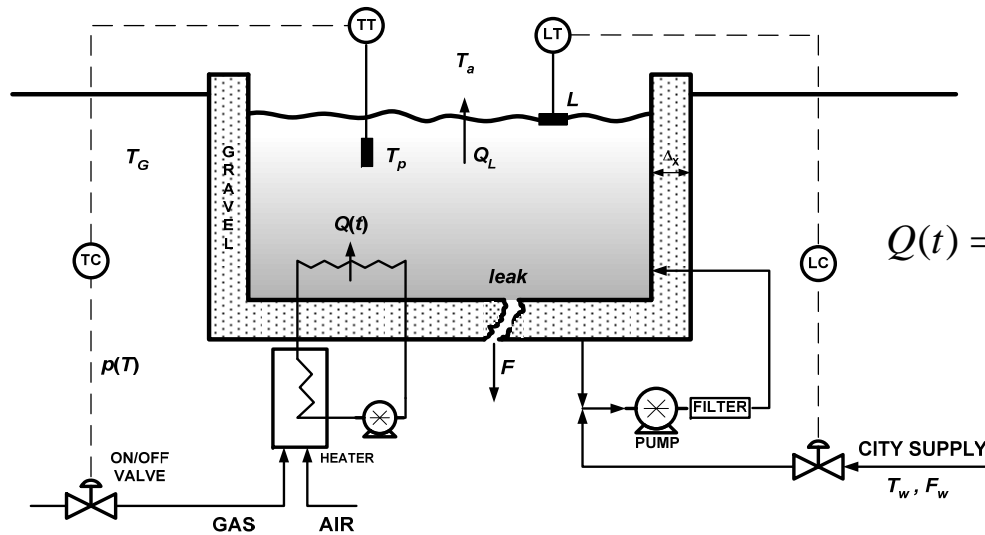 TT
LT
T_a
L
T_G
GRAVEL
T_p
Q_L
Δ_x
Q(t)
TC
LC
Q(t) =
leak
p(T)
F
FILTER
PUMP
ON/OFF
VALVE
HEATER
CITY SUPPLY
T_w , F_w
GAS
AIR